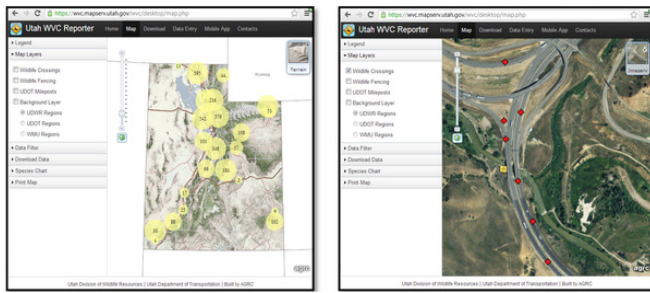 https://wvc.mapserv.utah.gov/wvc/desktop/map.php
Utah WVC Reporter
Home Map Download Data Entry Mobile App Contacts
Legend
Map Layers
Wildlife Crossings
Wildlife Fencing
UDOT Mileposts
Background Layer
UDWR Regions
UDOT Regions
WMU Regions
Data Filter
Download Data
Species Chart
Print Map
Wyoming
Terrain
agrc
Utah Division of Wildlife Resources | Utah Department of Transportation | Built by AGRC
https://wvc.mapserv.utah.gov/wvc/desktop/map.php
Utah WVC Reporter
Home Map Download Data Entry Mobile App Contacts
Legend
Map Layers
Wildlife Crossings
Wildlife Fencing
UDOT Mileposts
Background Layer
UDWR Regions
UDOT Regions
WMU Regions
Data Filter
Download Data
Species Chart
Print Map
agrc
Utah Division of Wildlife Resources | Utah Department of Transportation | Built by AGRC